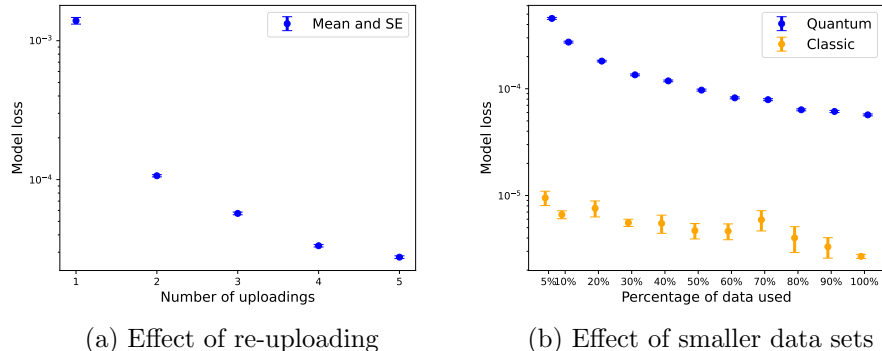 Mean and SE
10⁻³
10⁻⁴
Model loss
1 2 3 4 5
Number of uploadings
(a) Effect of re-uploading
Quantum
Classic
10⁻⁴
10⁻⁵
Model loss
5% 10% 20% 30% 40% 50% 60% 70% 80% 90% 100%
Percentage of data used
(b) Effect of smaller data sets